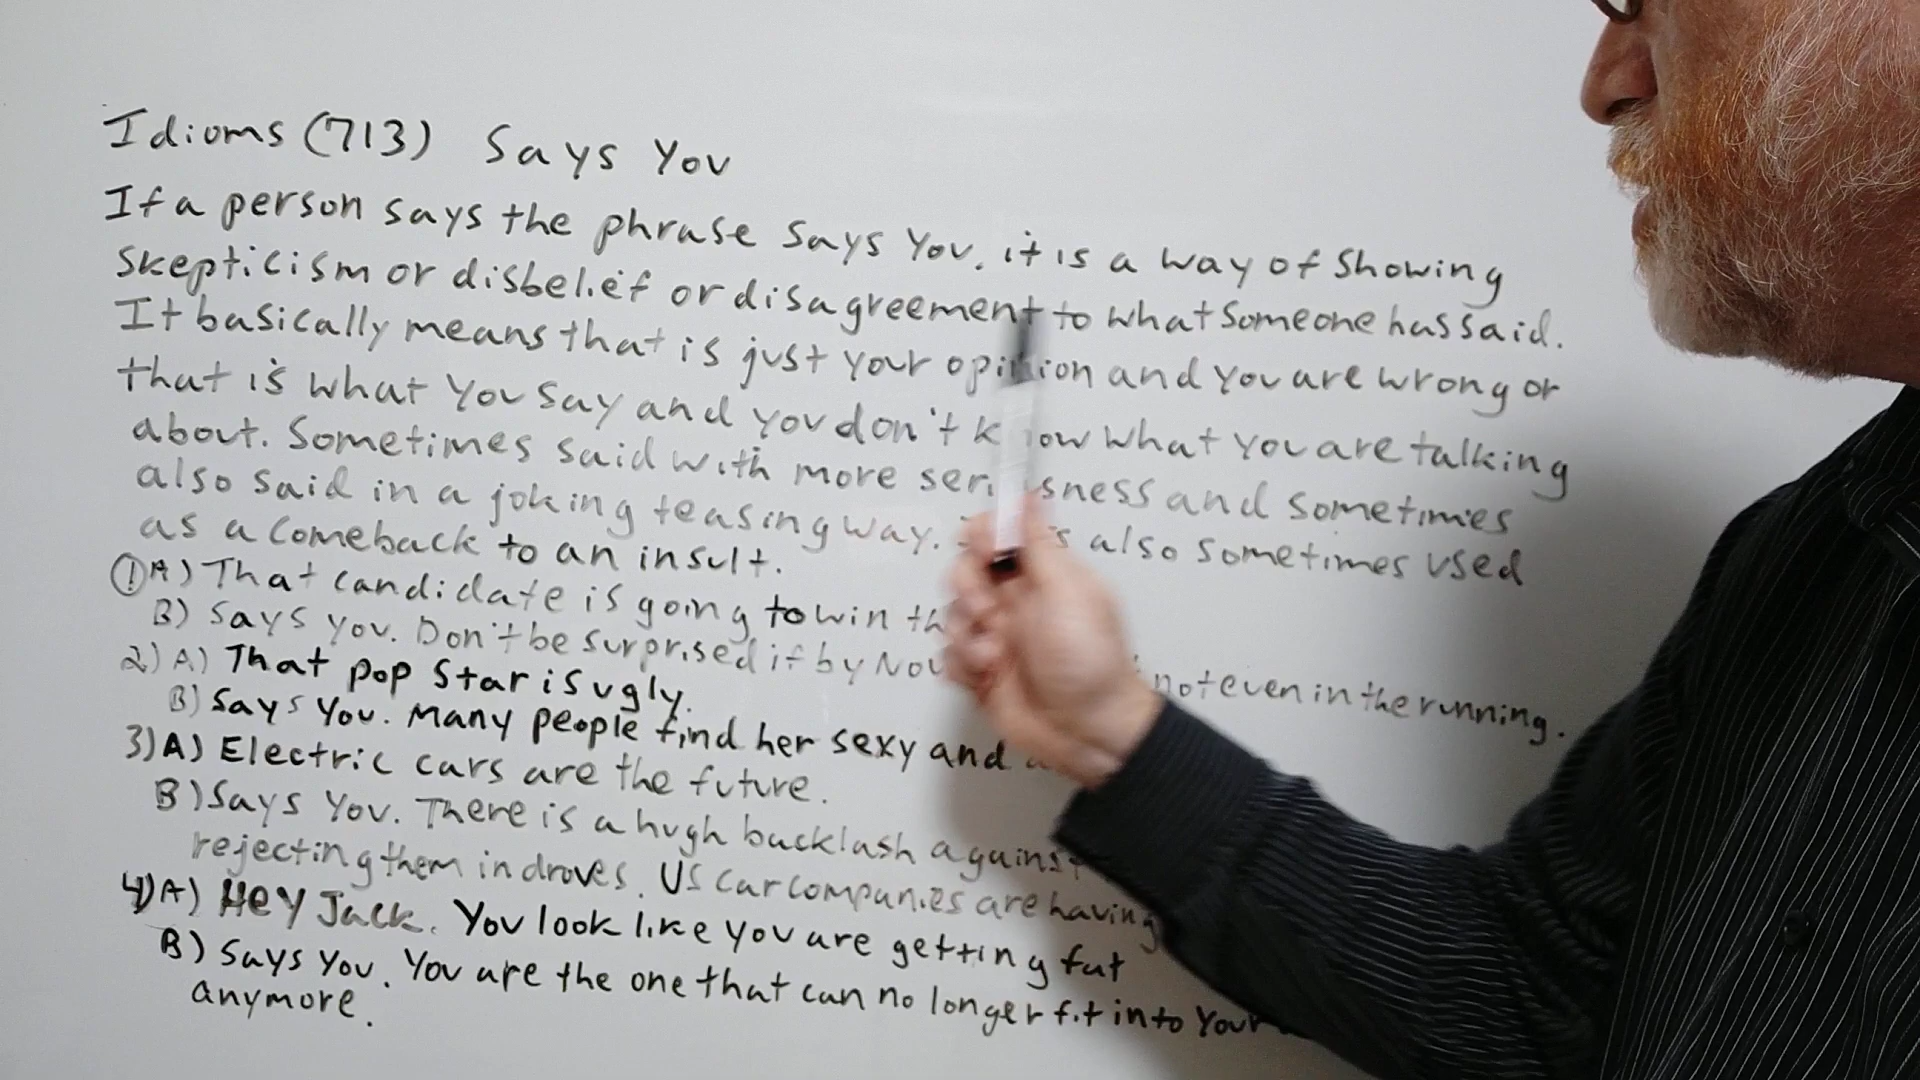 Idioms (713) Says You
If a person says the phrase says you, it is a way of showing
skepticism or disbelief or disagreement to what someone has said.
It basically means that is just your opinion and you are wrong or
that is what you say and you don't know what you are talking
about. Sometimes said with more seriousness and sometimes
also said in a joking teasing way. also sometimes used
as a comeback to an insult.
① A) That candidate is going to win
B) Says you. Don't be surprised if by not even in the running.
2) A) That pop star is ugly.
B) Says you. Many people find her sexy and
3) A) Electric cars are the future.
B) Says you. There is a hugh backlash against
rejecting them in droves. US car companies are having
4) A) Hey Jack. You look like you are getting fat
B) Says you. You are the one that can no longer fit into your
anymore.